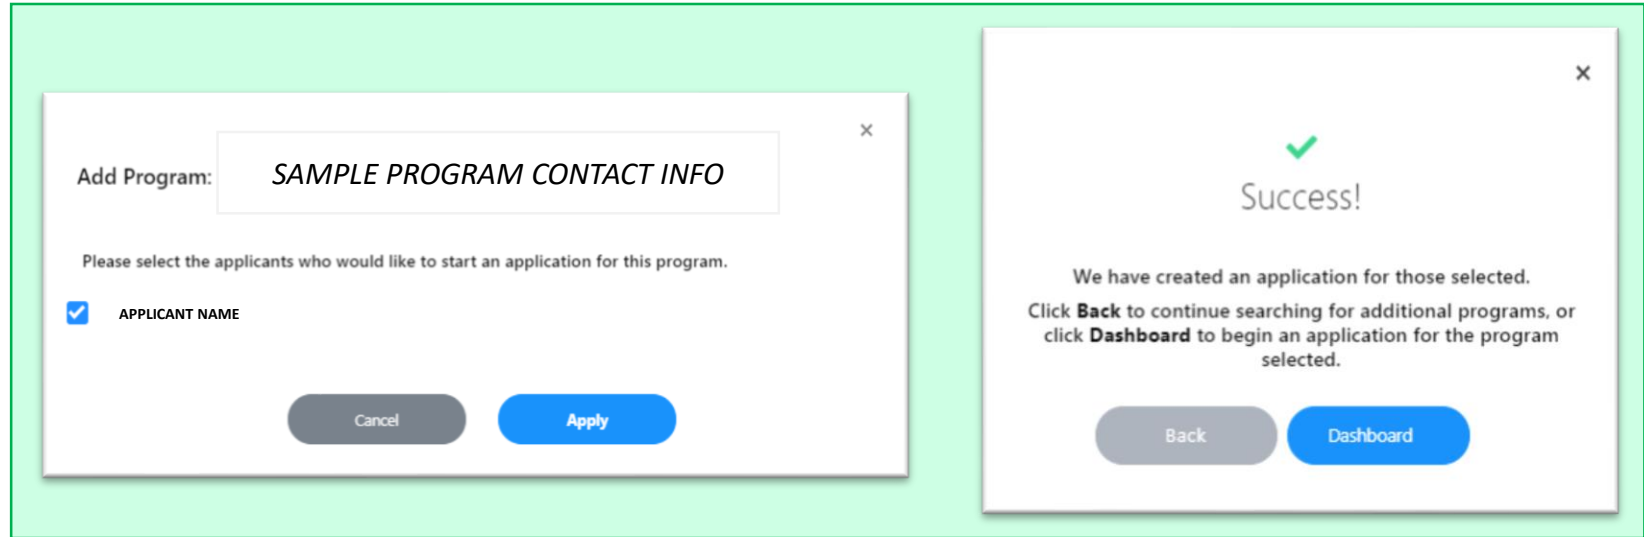 Add Program:
SAMPLE PROGRAM CONTACT INFO
×
Please select the applicants who would like to start an application for this program.
APPLICANT NAME
Cancel
Apply
×
Success!
We have created an application for those selected.
Click Back to continue searching for additional programs, or
click Dashboard to begin an application for the program
selected.
Back
Dashboard